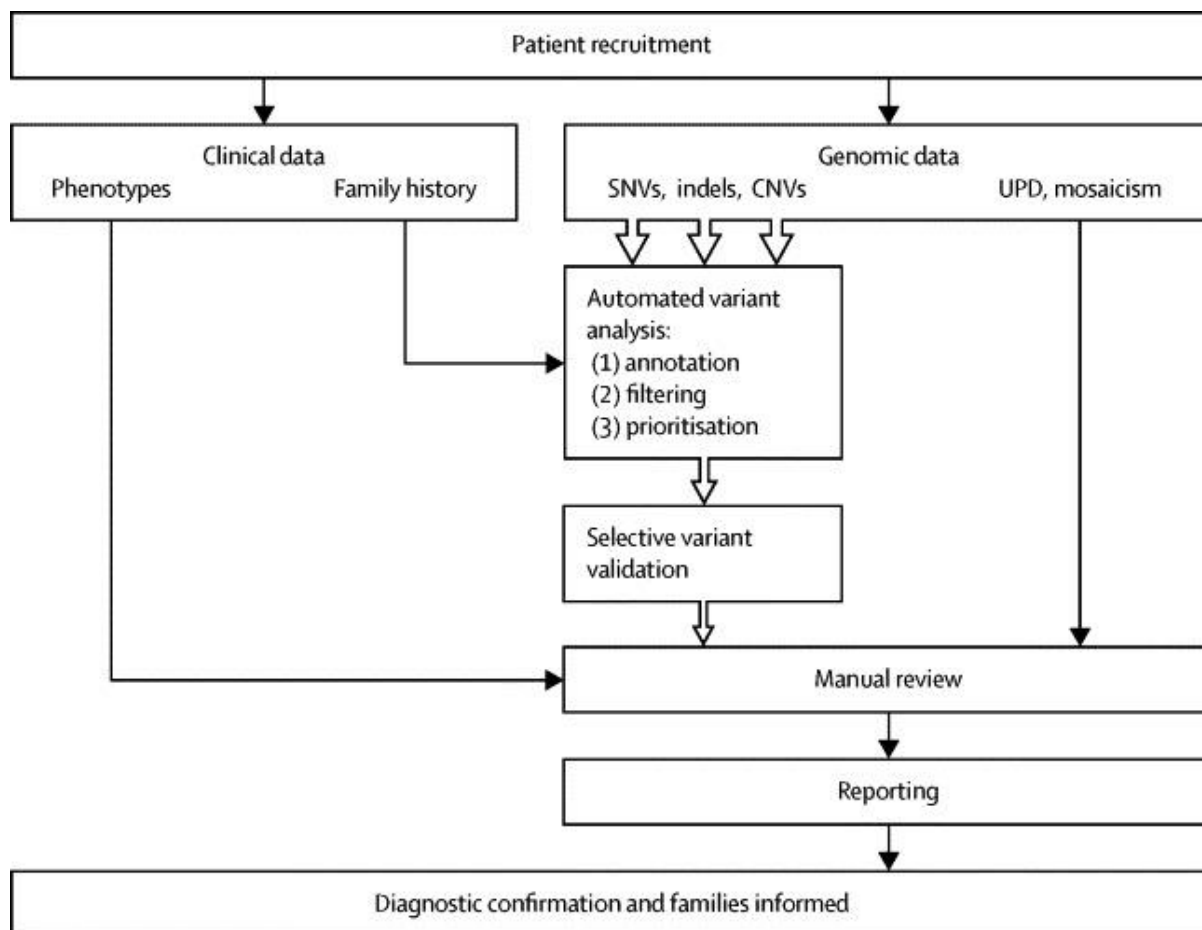 Patient recruitment
Clinical data
Phenotypes Family history
Genomic data
SNVs, indels, CNVs UPD, mosaicism
Automated variant
analysis:
(1) annotation
(2) filtering
(3) prioritisation
Selective variant
validation
Manual review
Reporting
Diagnostic confirmation and families informed